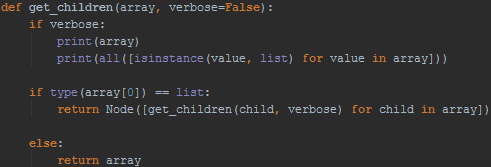 def get_children(array, verbose=False):
    if verbose:
        print(array)
        print(all([isinstance(value, list) for value in array]))
    if type(array[0]) == list:
        return Node([get_children(child, verbose) for child in array])
    else:
        return array